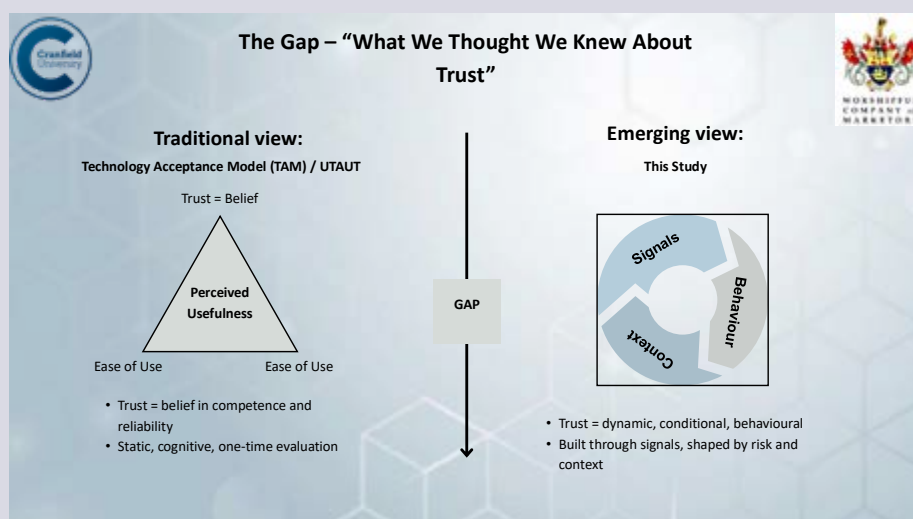 Cranfield
University
The Gap – “What We Thought We Knew About
Trust”
WORSHIPFUL
COMPANY of
MARKETORS
Traditional view:
Technology Acceptance Model (TAM) / UTAUT
Trust = Belief
Perceived
Usefulness
Ease of Use
Ease of Use
• Trust = belief in competence and
reliability
• Static, cognitive, one-time evaluation
GAP
Emerging view:
This Study
Signals
Behaviour
Context
• Trust = dynamic, conditional, behavioural
• Built through signals, shaped by risk and
context